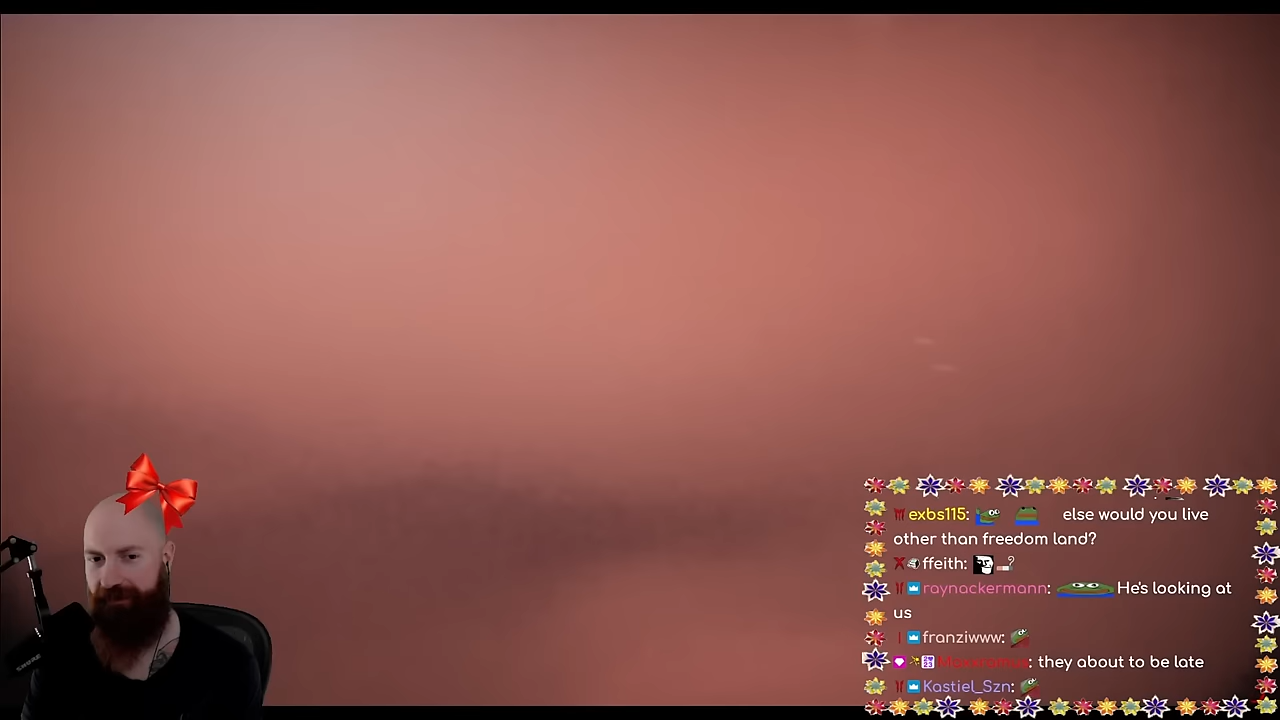 exbs115: else would you live
other than freedom land?
ffeith:
raynackermann: He's looking at
us
franziwww:
: they about to be late
Kastiel_Szn:
SHURE